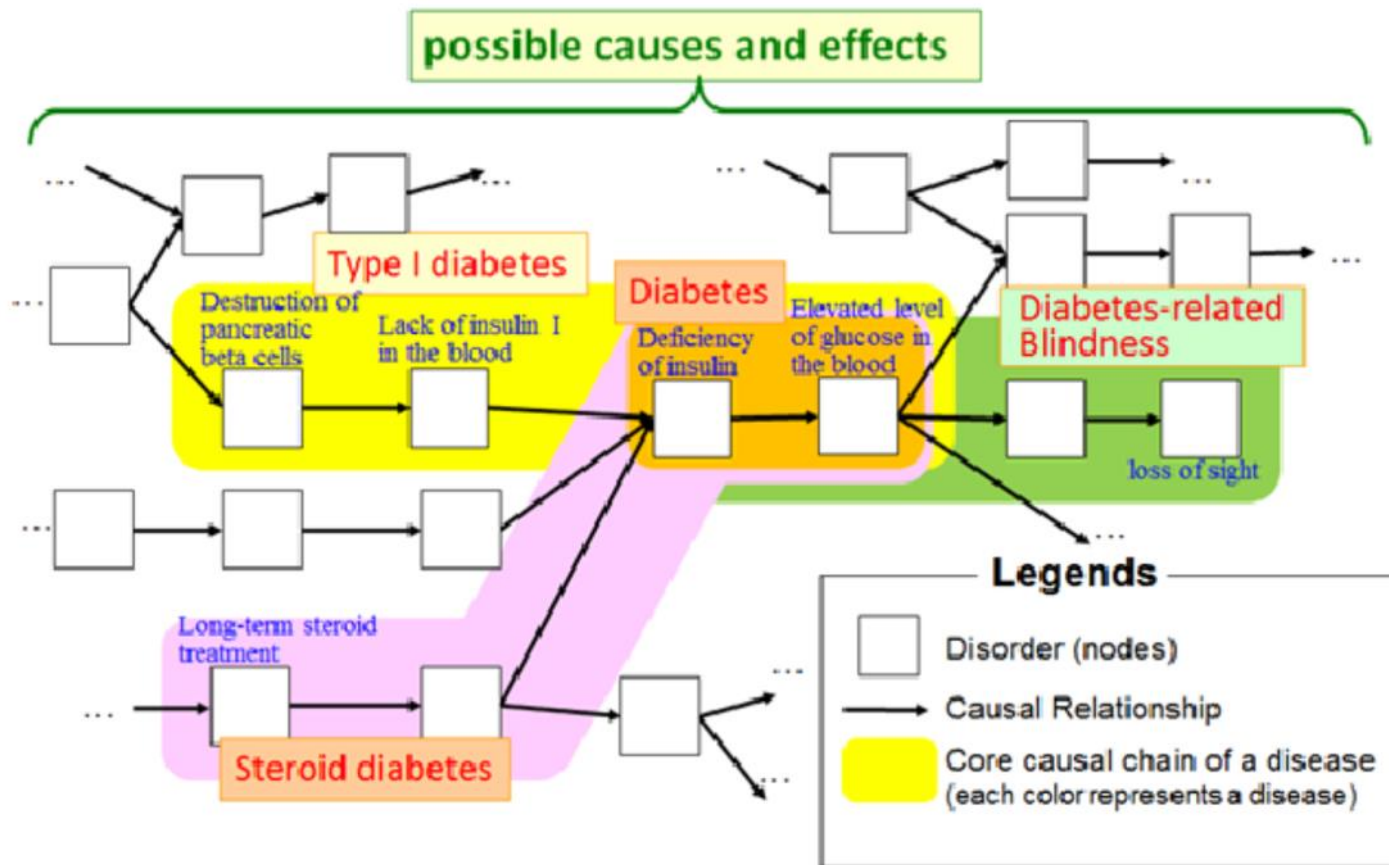 possible causes and effects
...
...
...
...
...
Type I diabetes
Diabetes
...
...
Destruction of
pancreatic
beta cells
Lack of insulin I
in the blood
Deficiency
of insulin
Elevated level
of glucose in
the blood
Diabetes-related
Blindness
loss of sight
...
...
Long-term steroid
treatment
...
...
...
Steroid diabetes
Legends
Disorder (nodes)
Causal Relationship
Core causal chain of a disease
(each color represents a disease)